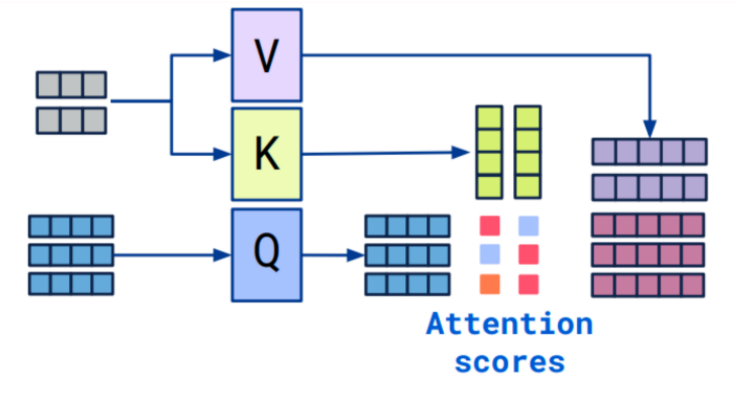 V
K
Q
Attention
scores